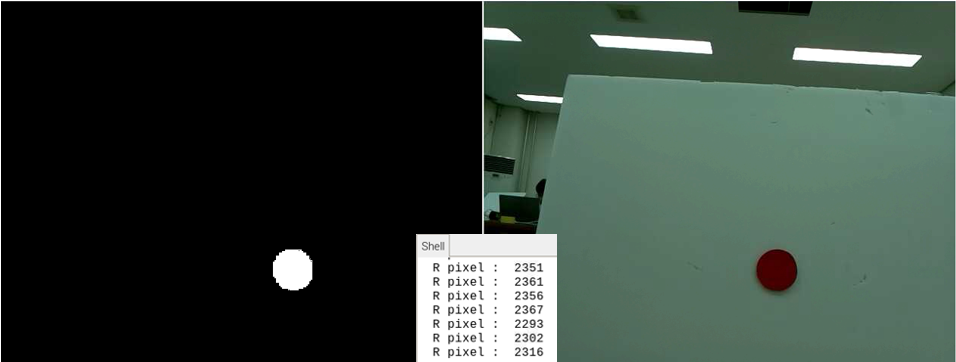 Shell
R pixel :  2351
R pixel :  2361
R pixel :  2356
R pixel :  2367
R pixel :  2293
R pixel :  2302
R pixel :  2316